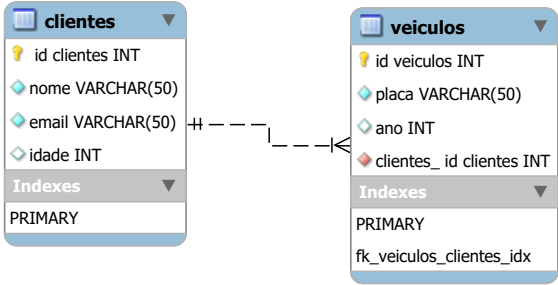 clientes
id clientes INT
nome VARCHAR(50)
email VARCHAR(50)
idade INT
Indexes
PRIMARY
veiculos
id veiculos INT
placa VARCHAR(50)
ano INT
clientes_ id clientes INT
Indexes
PRIMARY
fk_veiculos_clientes_idx